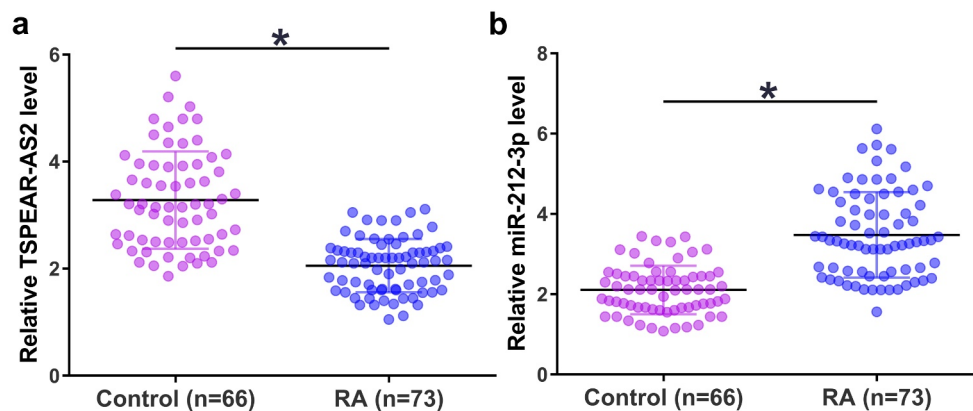 a
Relative TSPEAR-AS2 level
6
4
2
0
*
Control (n=66)
RA (n=73)
b
Relative miR-212-3p level
8
6
4
2
0
*
Control (n=66)
RA (n=73)